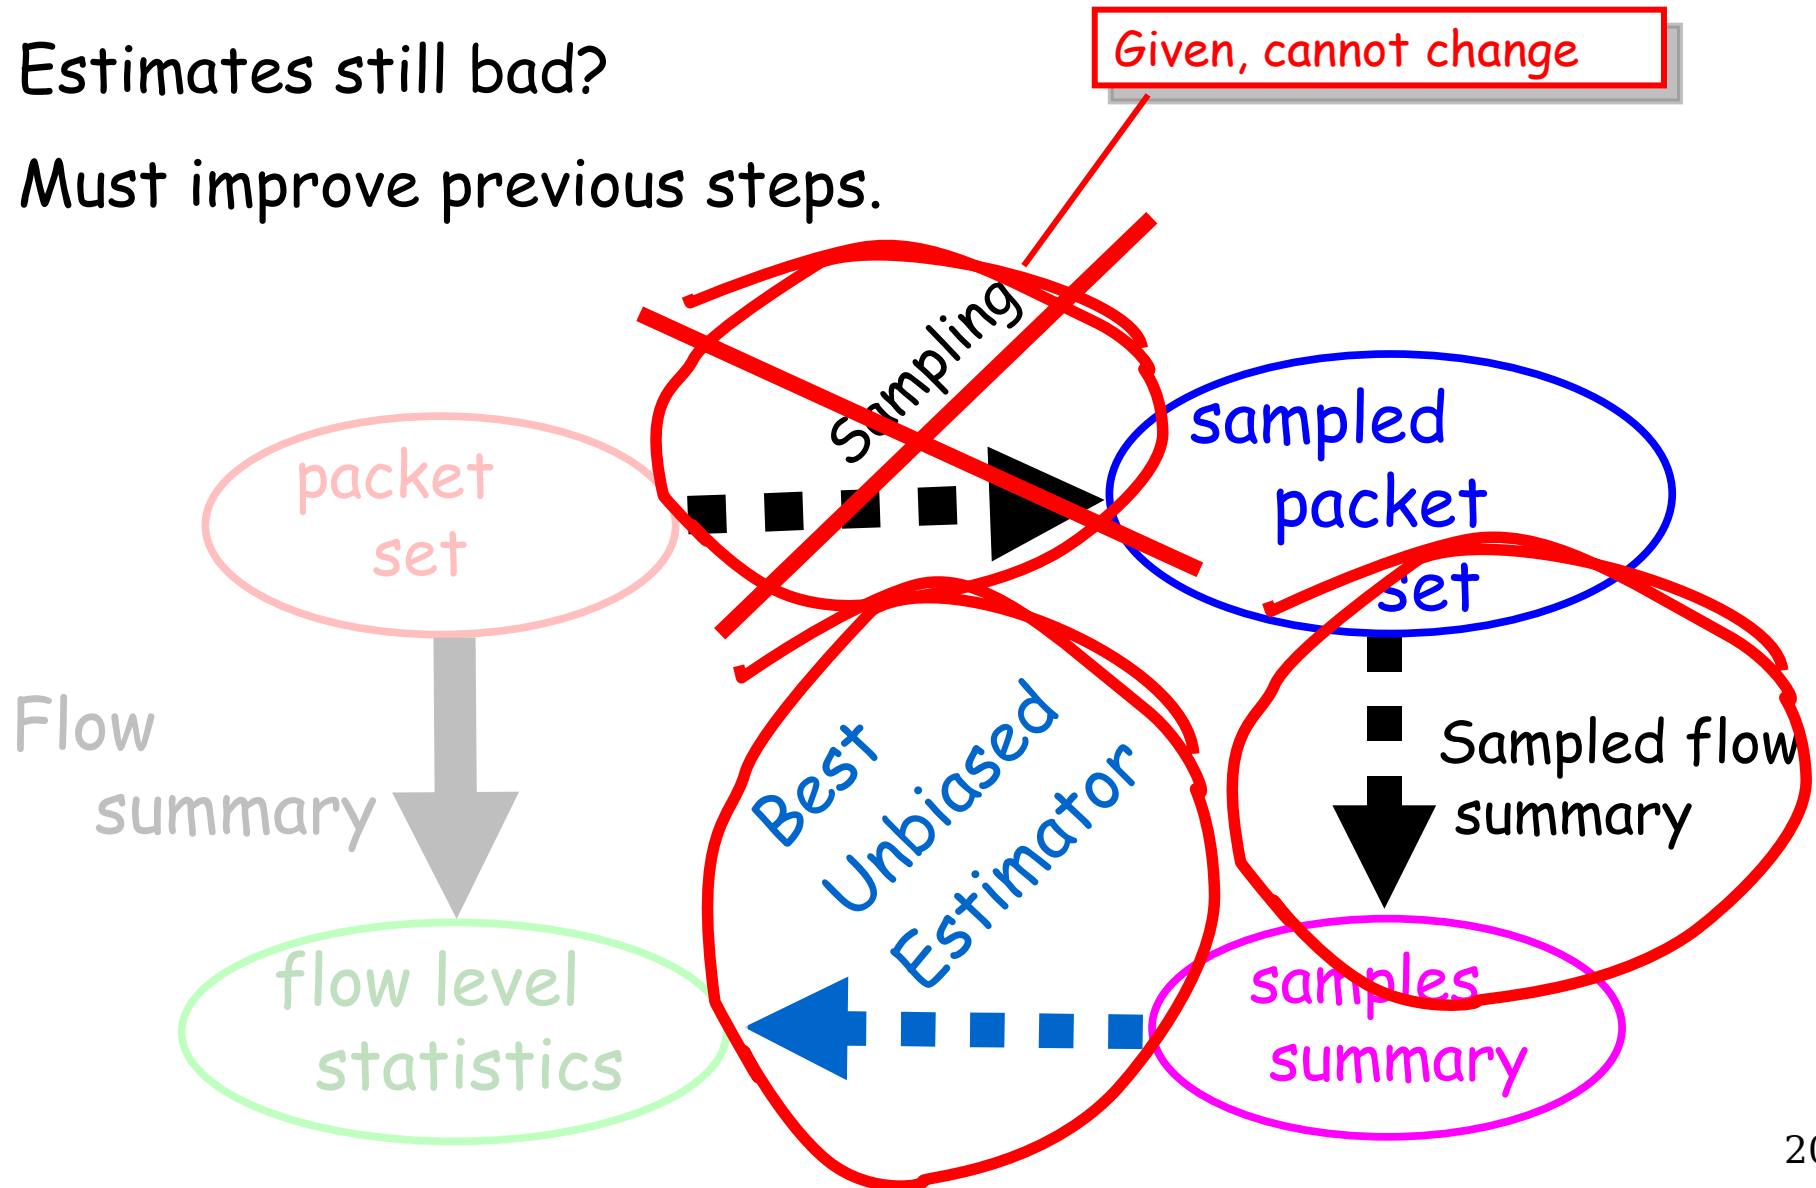 Estimates still bad?
Must improve previous steps.
Given, cannot change
Sampling
packet
set
sampled
packet
set
Flow
summary
Best
Unbiased
Estimator
Sampled flow
summary
flow level
statistics
samples
summary
20